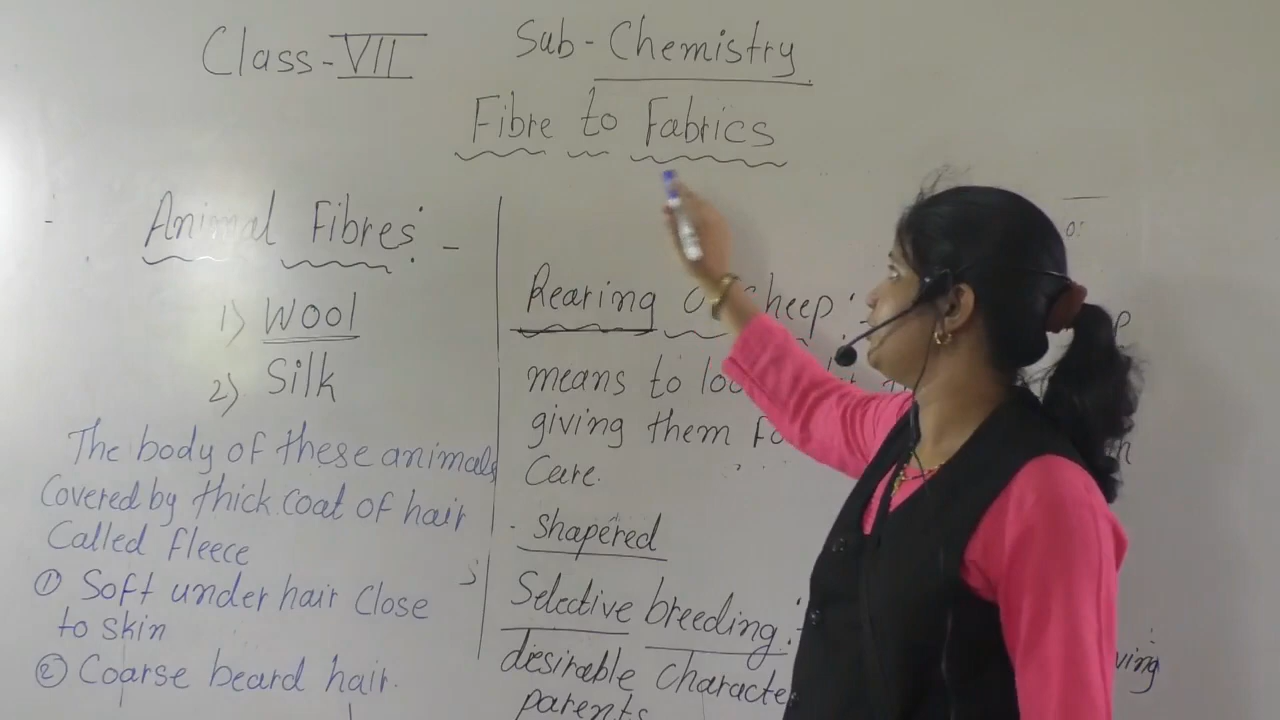 Class-VII
Sub-Chemistry
Fibre to Fabrics
Animal Fibres:-
1) Wool
2) Silk
The body of these animals
Covered by thick coat of hair
Called fleece
① Soft under hair Close
to skin
② Coarse beard hair.
Rearing
means to
giving them
Care.
Shapered
Selective breeding:
ving
desirable
parents